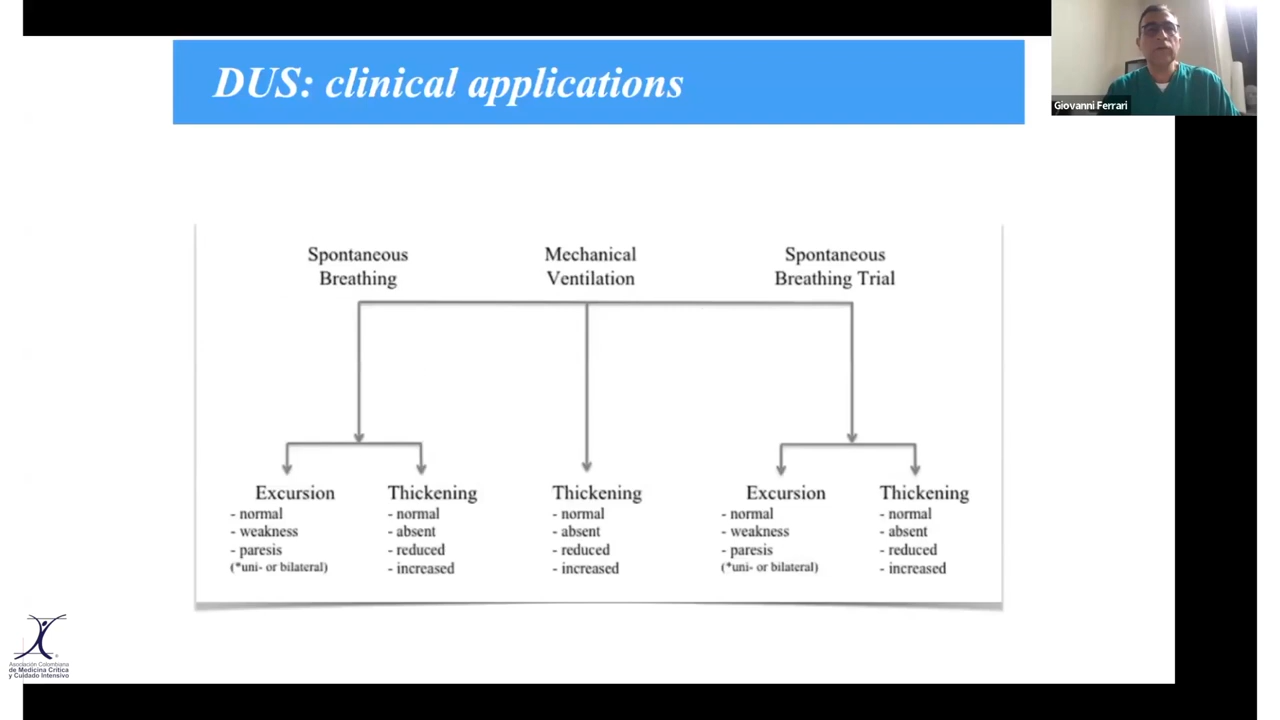 DUS: clinical applications
Giovanni Ferrari
Spontaneous
Breathing
Mechanical
Ventilation
Spontaneous
Breathing Trial
Excursion
- normal
- weakness
- paresis
(*uni- or bilateral)
Thickening
- normal
- absent
- reduced
- increased
Thickening
- normal
- absent
- reduced
- increased
Excursion
- normal
- weakness
- paresis
(*uni- or bilateral)
Thickening
- normal
- absent
- reduced
- increased
Asociación Colombiana
de Medicina Crítica
y Cuidado Intensivo